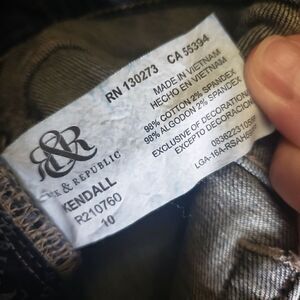 R&R
& REPUBLIC
KENDALL
R210760
10
RN 130273 CA 55394
MADE IN VIETNAM
HECHO EN VIETNAM
98% COTTON 2% SPANDEX
98% ALGODON 2% SPANDEX
EXCLUSIVE OF DECORATION
EXCEPTO DECORACION